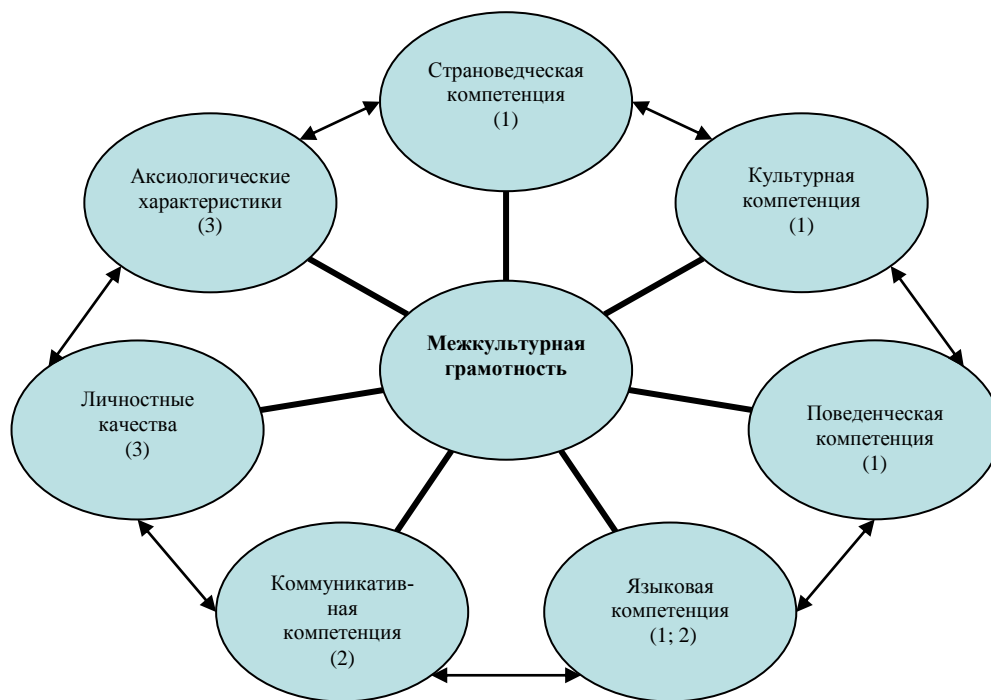 Страноведческая
компетенция
(1)
Аксиологические
характеристики
(3)
Культурная
компетенция
(1)
Межкультурная
грамотность
Личностные
качества
(3)
Поведенческая
компетенция
(1)
Коммуникатив-
ная
компетенция
(2)
Языковая
компетенция
(1; 2)